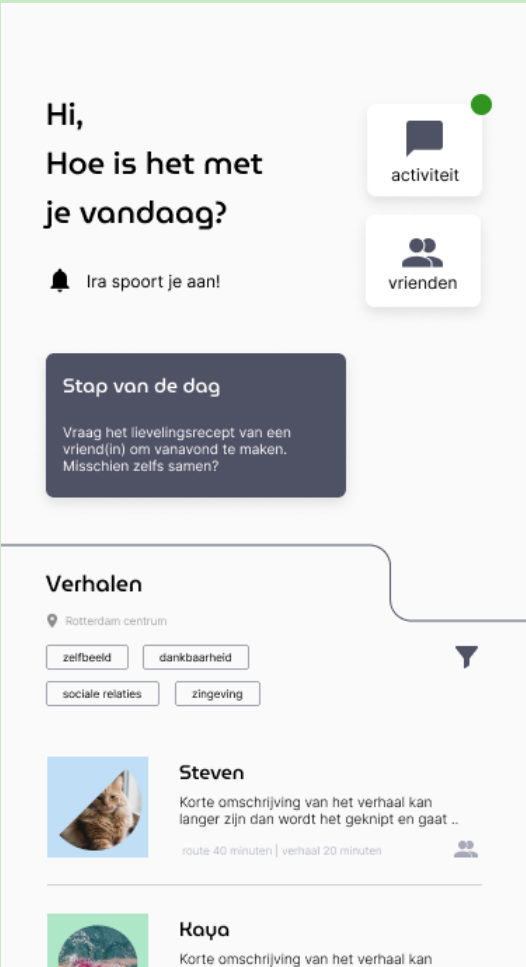 Hi,
Hoe is het met
je vandaag?
activiteit
vrienden
Ira spoort je aan!
Stap van de dag
Vraag het lievelingsrecept van een
vriend(in) om vanavond te maken.
Misschien zelfs samen?
Verhalen
Rotterdam centrum
zelfbeeld
dankbaarheid
sociale relaties
zingeving
Steven
Korte omschrijving van het verhaal kan
langer zijn dan wordt het geknipt en gaat ..
route 40 minuten | verhaal 20 minuten
Kaya
Korte omschrijving van het verhaal kan